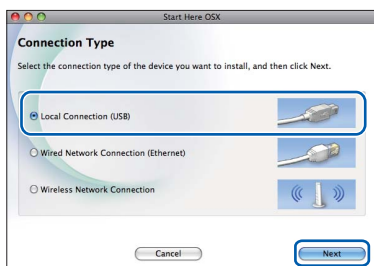 Start Here OSX
Connection Type
Select the connection type of the device you want to install, and then click Next.
Local Connection (USB)
Wired Network Connection (Ethernet)
Wireless Network Connection
Cancel
Next